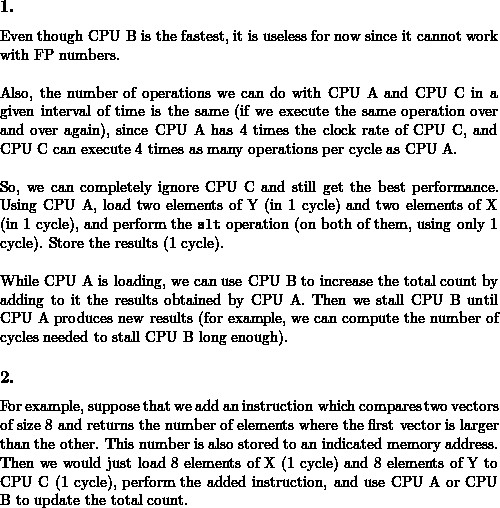 1.
Even though CPU B is the fastest, it is useless for now since it cannot work
with FP numbers.
Also, the number of operations we can do with CPU A and CPU C in a
given interval of time is the same (if we execute the same operation over
and over again), since CPU A has 4 times the clock rate of CPU C, and
CPU C can execute 4 times as many operations per cycle as CPU A.
So, we can completely ignore CPU C and still get the best performance.
Using CPU A, load two elements of Y (in 1 cycle) and two elements of X
(in 1 cycle), and perform the slt operation (on both of them, using only 1
cycle). Store the results (1 cycle).
While CPU A is loading, we can use CPU B to increase the total count by
adding to it the results obtained by CPU A. Then we stall CPU B until
CPU A produces new results (for example, we can compute the number of
cycles needed to stall CPU B long enough).
2.
For example, suppose that we add an instruction which compares two vectors
of size 8 and returns the number of elements where the first vector is larger
than the other. This number is also stored to an indicated memory address.
Then we would just load 8 elements of X (1 cycle) and 8 elements of Y to
CPU C (1 cycle), perform the added instruction, and use CPU A or CPU
B to update the total count.